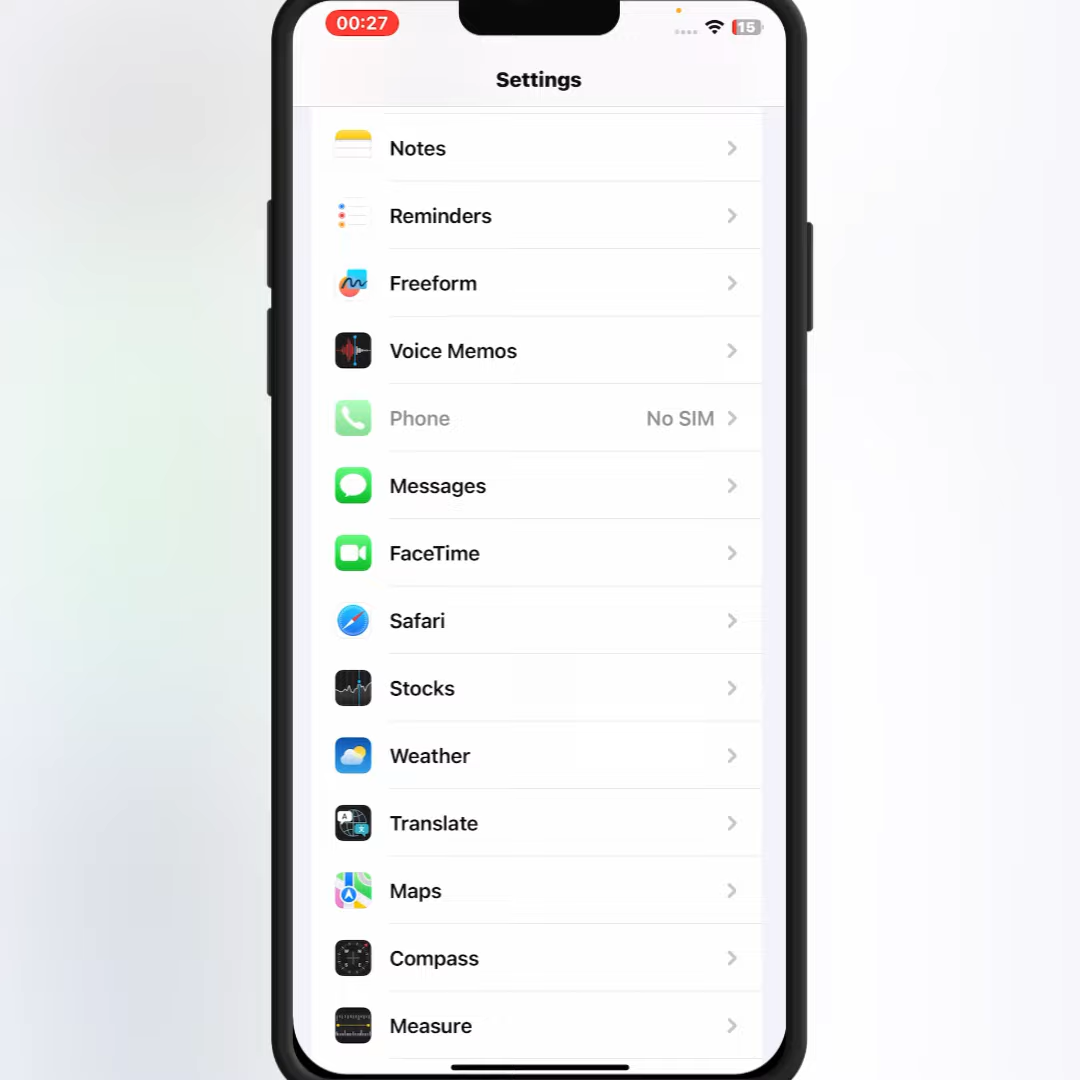 00:27
15
Settings
Notes
Reminders
Freeform
Voice Memos
Phone No SIM
Messages
FaceTime
Safari
Stocks
Weather
Translate
Maps
Compass
Measure